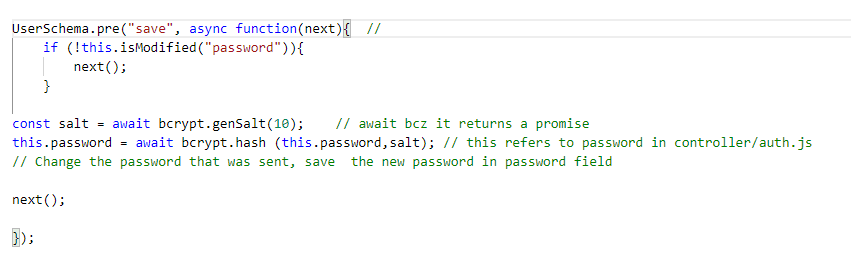 UserSchema.pre("save", async function(next){  //
    if (!this.isModified("password")){
        next();
    }
const salt = await bcrypt.genSalt(10);    // await bcz it returns a promise
this.password = await bcrypt.hash (this.password,salt); // this refers to password in controller/auth.js
// Change the password that was sent, save  the new password in password field
next();
});